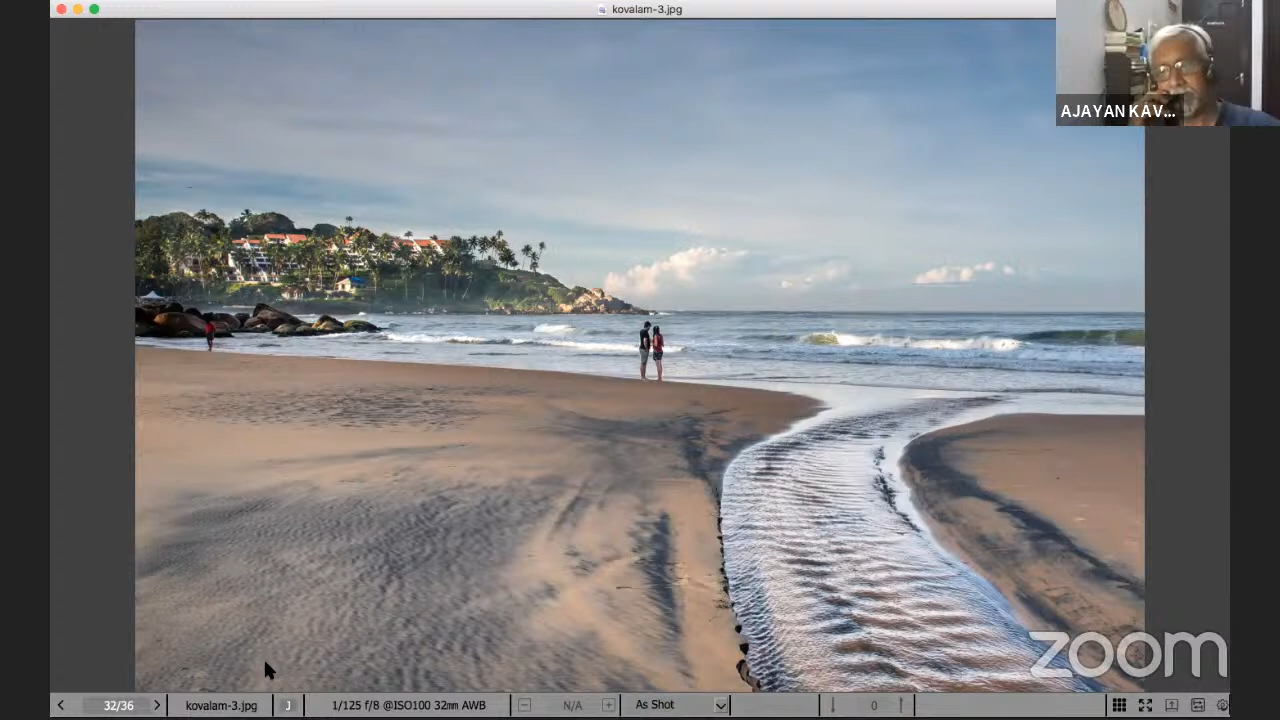 kovalam-3.jpg
AJAYAN KAV...
zoom
32/36
kovalam-3.jpg
J
1/125 f/8 @ISO100 32mm AWB
N/A
As Shot
0